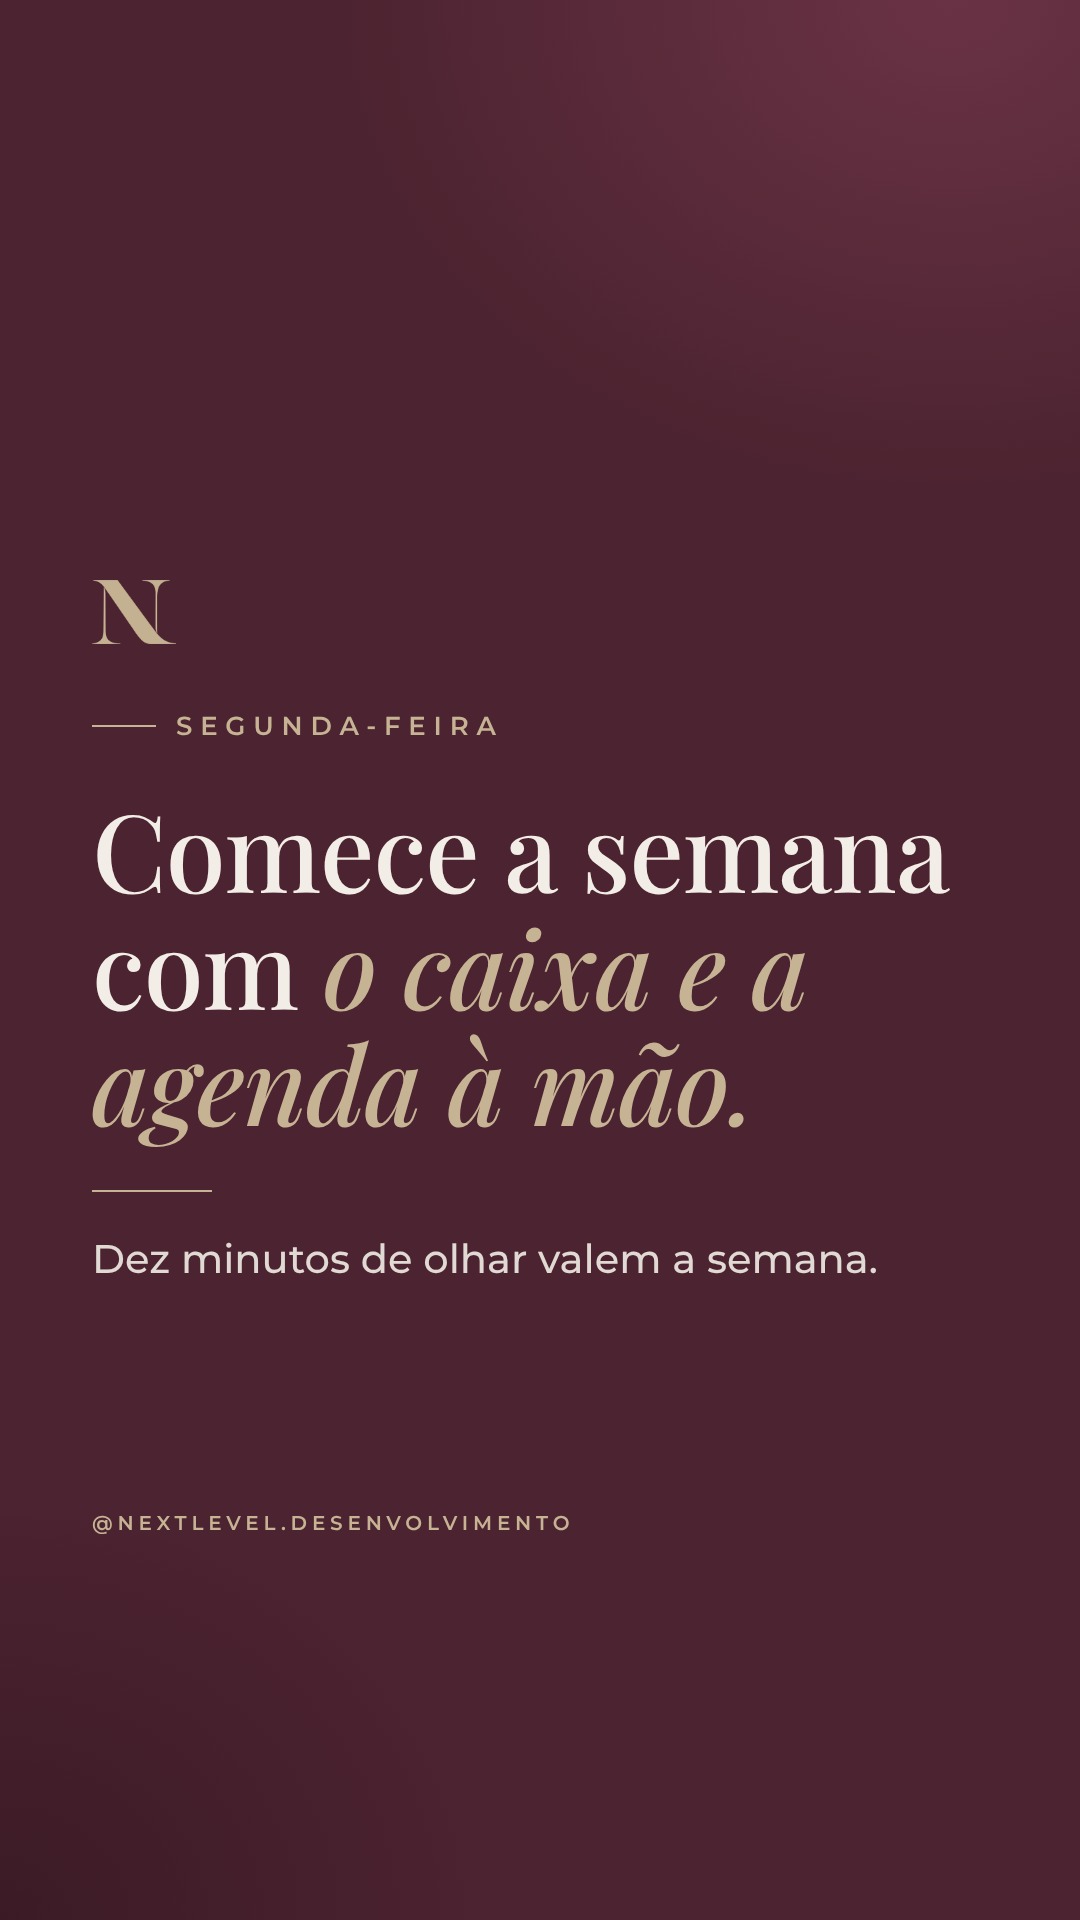 N
SEGUNDA-FEIRA
Comece a semana
com o caixa e a
agenda à mão.
Dez minutos de olhar valem a semana.
@NEXTLEVEL.DESENVOLVIMENTO